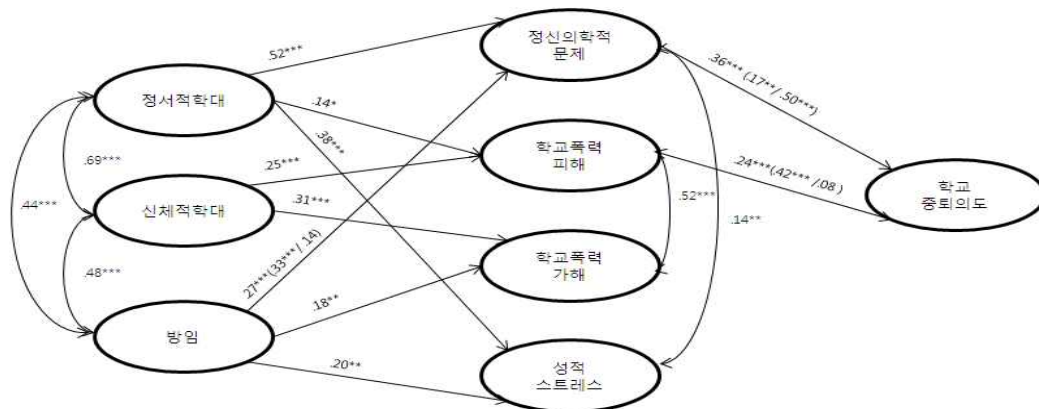 정신의학적
문제
.52***
.36*** (.17**/.50***)
정서적학대
.14*
.38***
학교폭력
피해
.69***
.25***
.24***(.42***/.08 )
학교
중퇴의도
.44***
신체적학대
.31***
.52***
.14**
.27***(33***/.14)
학교폭력
가해
.48***
.18**
방임
.20**
성적
스트레스